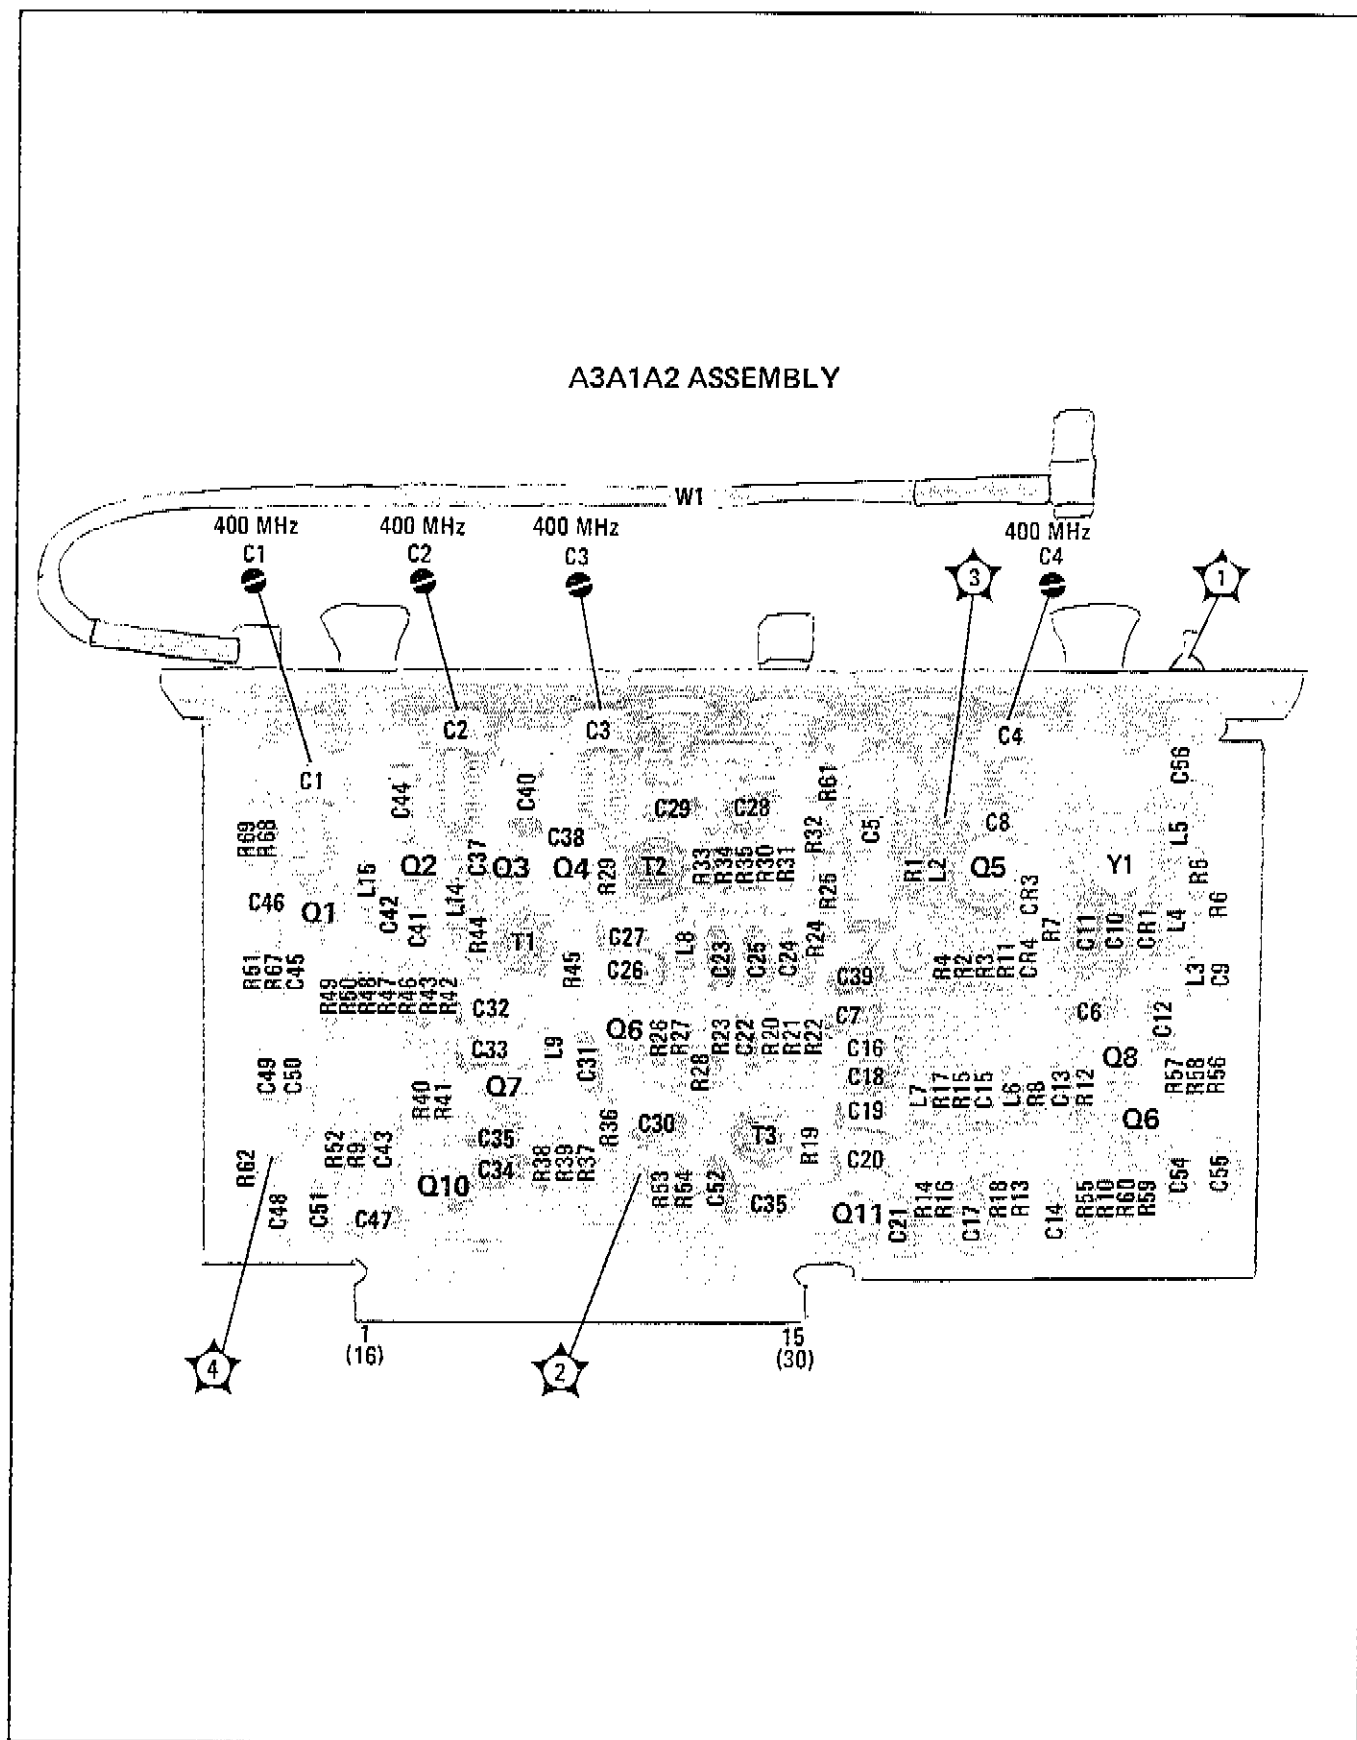 A3A1A2 ASSEMBLY
W1
400 MHz 400 MHz 400 MHz 400 MHz
C1 C2 C3 C4
3 1
C2 C3 C4
C1
C44 C40 C29 C28 R61 C5 C8 C56
R69 R68 C38 R32 L5
L15 Q2 C37 Q3 Q4 R29 T2 R33 R34 R35 R30 R31 R25 R1 L2 Q5 CR3 Y1 R5
C46 Q1 C42 C41 L14 R44 T1 C27 L8 R24 R7 C11 C10 CR1 L4 R6
R51 R67 C45 R45 C26 C23 C25 C24 C39 R4 R2 R3 R11 CR4 L3 C9
R49 R50 R48 R47 R46 R43 R42 C32 C7 C6 C12
C33 L9 C31 Q6 R26 R27 R23 C22 R20 R21 R22 C16 Q8
C49 C50 R40 R41 Q7 R28 C18 L7 R17 R15 C15 L6 R8 C13 R12 R57 R58 R56
C35 R36 C30 T3 R19 C19 Q6
R62 R52 R9 C43 Q10 C34 R38 R39 R37 R53 R54 C52 C20 C54 C55
C48 C51 C47 C35 Q11 C21 R14 R16 C17 R18 R13 C14 R55 R10 R60 R59
1 15
(16) (30)
4 2